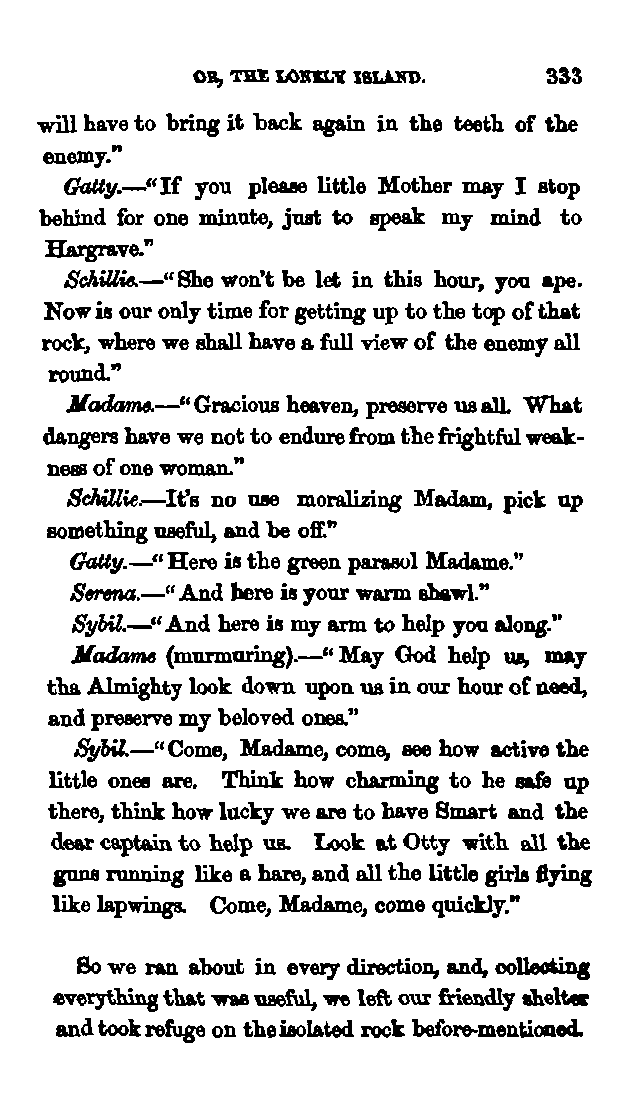 OR, THE LONELY ISLAND. 333
will have to bring it back again in the teeth of the
enemy."
Gatty.—"If you please little Mother may I stop
behind for one minute, just to speak my mind to
Hargrave."
Schillie.—"She won't be let in this hour, you ape.
Now is our only time for getting up to the top of that
rock, where we shall have a full view of the enemy all
round."
Madame.—"Gracious heaven, preserve us all. What
dangers have we not to endure from the frightful weak-
ness of one woman."
Schillie.—It's no use moralizing Madam, pick up
something useful, and be off."
Gatty.—"Here is the green parasol Madame."
Serena.—"And here is your warm shawl."
Sybil.—"And here is my arm to help you along."
Madame (murmuring).—"May God help us, may
tha Almighty look down upon us in our hour of need,
and preserve my beloved ones."
Sybil.—"Come, Madame, come, see how active the
little ones are. Think how charming to he safe up
there, think how lucky we are to have Smart and the
dear captain to help us. Look at Otty with all the
guns running like a hare, and all the little girls flying
like lapwings. Come, Madame, come quickly."
So we ran about in every direction, and, collecting
everything that was useful, we left our friendly shelter
and took refuge on the isolated rock before-mentioned.